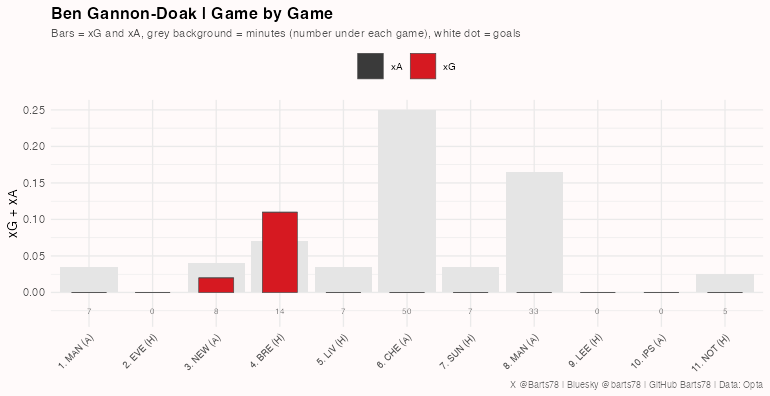 Ben Gannon-Doak | Game by Game
Bars = xG and xA, grey background = minutes (number under each game), white dot = goals
xA xG
xG + xA
0.25
0.20
0.15
0.10
0.05
0.00
7 0 8 14 7 50 7 33 0 0 5
1. MAN (A) 2. EVE (H) 3. NEW (A) 4. BRE (H) 5. LIV (H) 6. CHE (A) 7. SUN (H) 8. MAN (A) 9. LEE (H) 10. IPS (A) 11. NOT (H)
X @Barts78 | Bluesky @barts78 | GitHub Barts78 | Data: Opta